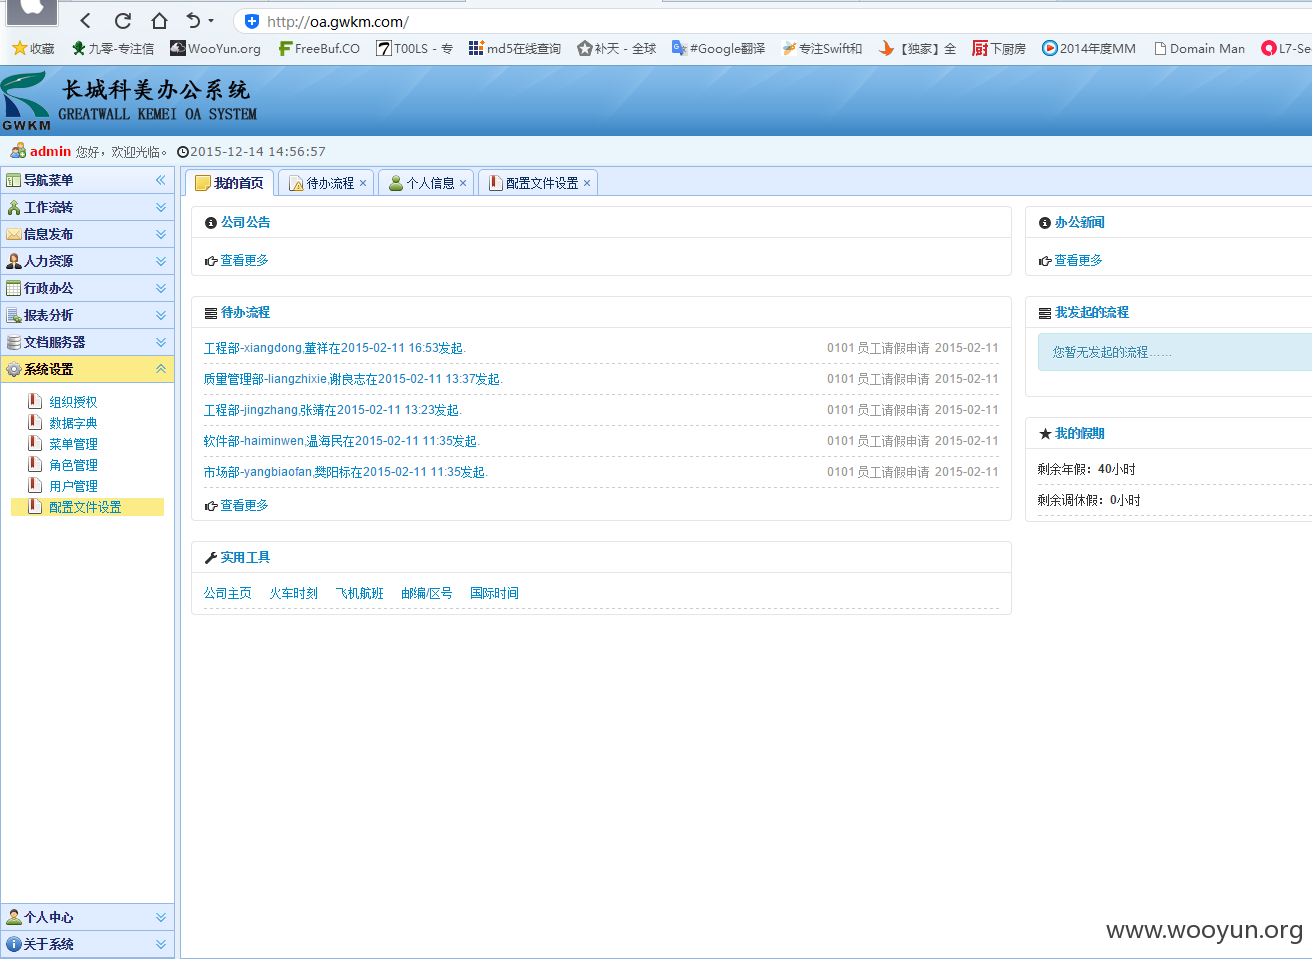 http://oa.gwkm.com/
收藏 九零-专注信 WooYun.org FreeBuf.CO T00LS - 专 md5在线查询 补天 - 全球 #Google翻译 专注Swift和 【独家】全 下厨房 2014年度MM Domain Man L7-Se
长城科美办公系统
GREATWALL KEMEI OA SYSTEM
GWKM
admin 您好，欢迎光临。 2015-12-14 14:56:57
导航菜单
工作流转
信息发布
人力资源
行政办公
报表分析
文档服务器
系统设置
组织授权
数据字典
菜单管理
角色管理
用户管理
配置文件设置
个人中心
关于系统
我的首页 待办流程 × 个人信息 × 配置文件设置 ×
公司公告
查看更多
待办流程
工程部-xiangdong,董祥在2015-02-11 16:53发起. 0101 员工请假申请 2015-02-11
质量管理部-liangzhixie,谢良志在2015-02-11 13:37发起. 0101 员工请假申请 2015-02-11
工程部-jingzhang,张靖在2015-02-11 13:23发起. 0101 员工请假申请 2015-02-11
软件部-haiminwen,温海民在2015-02-11 11:35发起. 0101 员工请假申请 2015-02-11
市场部-yangbiaofan,樊阳标在2015-02-11 11:35发起. 0101 员工请假申请 2015-02-11
查看更多
实用工具
公司主页 火车时刻 飞机航班 邮编/区号 国际时间
办公新闻
查看更多
我发起的流程
您暂无发起的流程……
我的假期
剩余年假：40小时
剩余调休假：0小时
www.wooyun.org